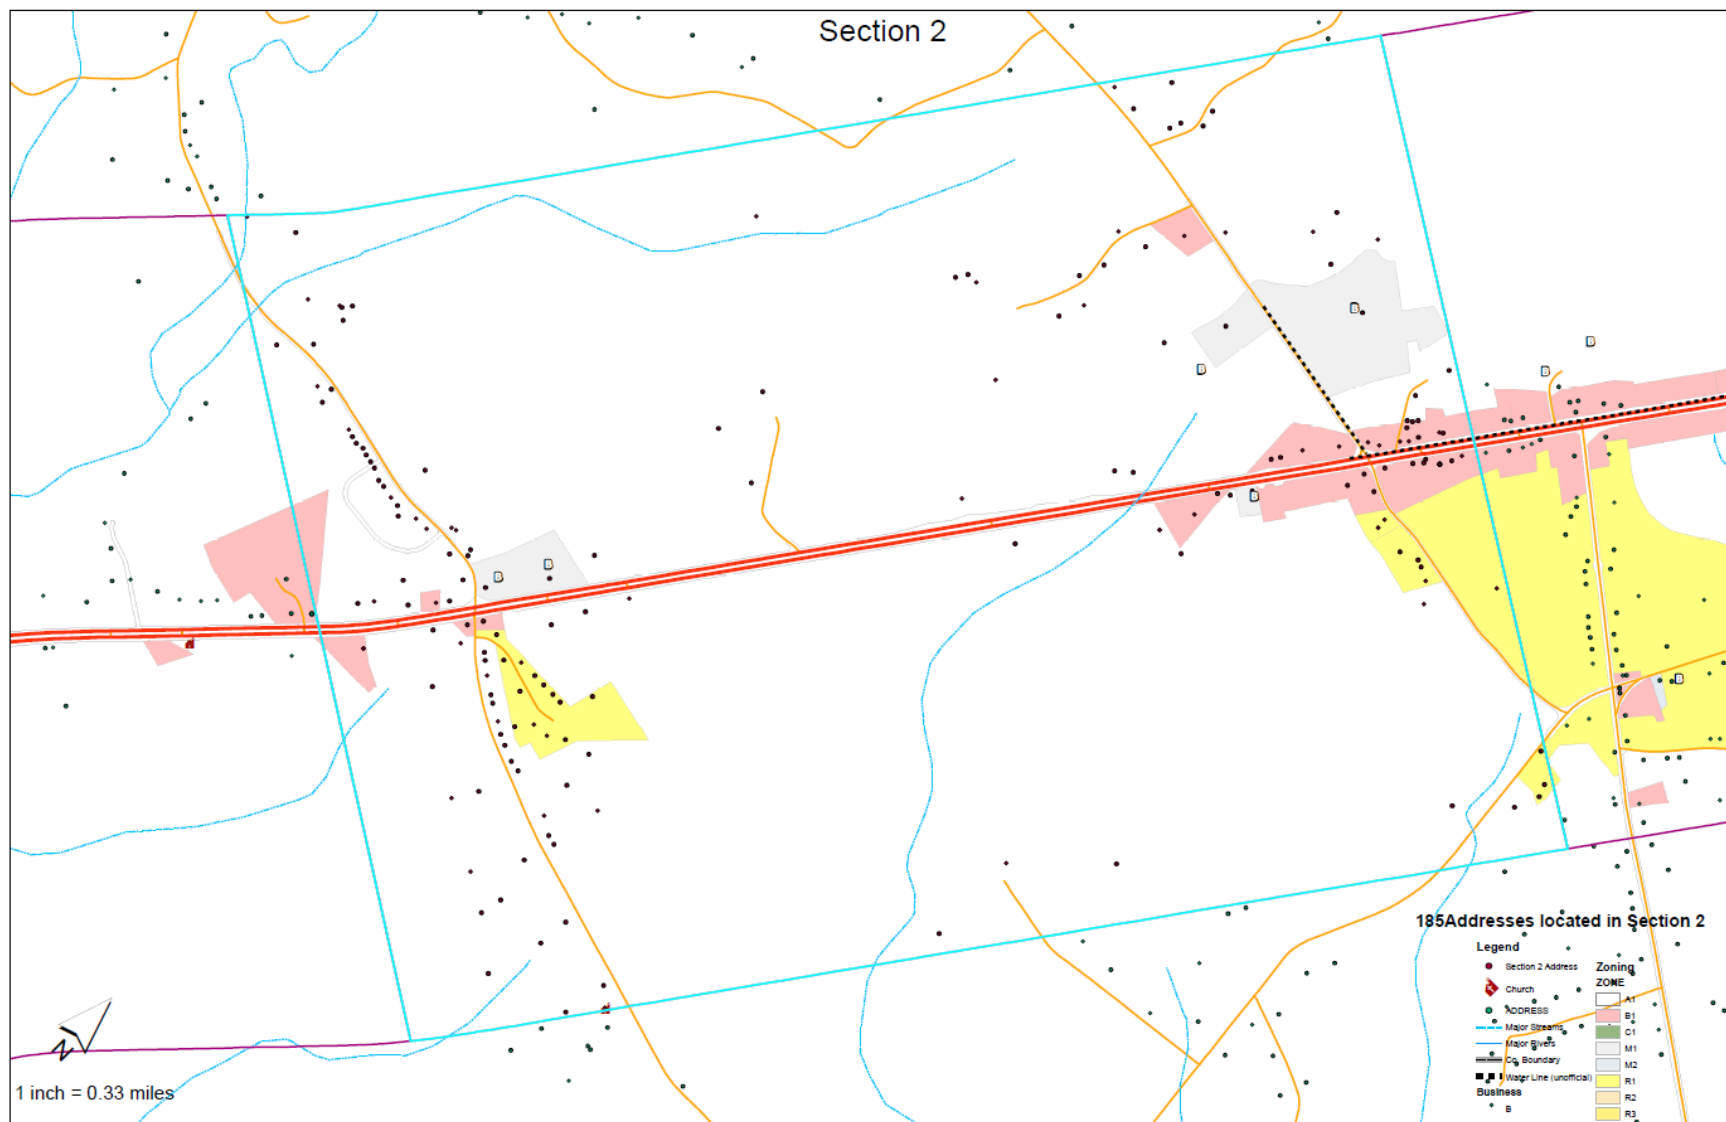 Section 2
B
B
B
B
B
B
B
B
185Addresses located in Section 2
Legend
Section 2 Address
Church
ADDRESS
Major Streams
Major Rivers
Co. Boundary
Water Line (unofficial)
Business
B
Zoning
ZONE
A1
B1
C1
M1
M2
R1
R2
R3
N
1 inch = 0.33 miles